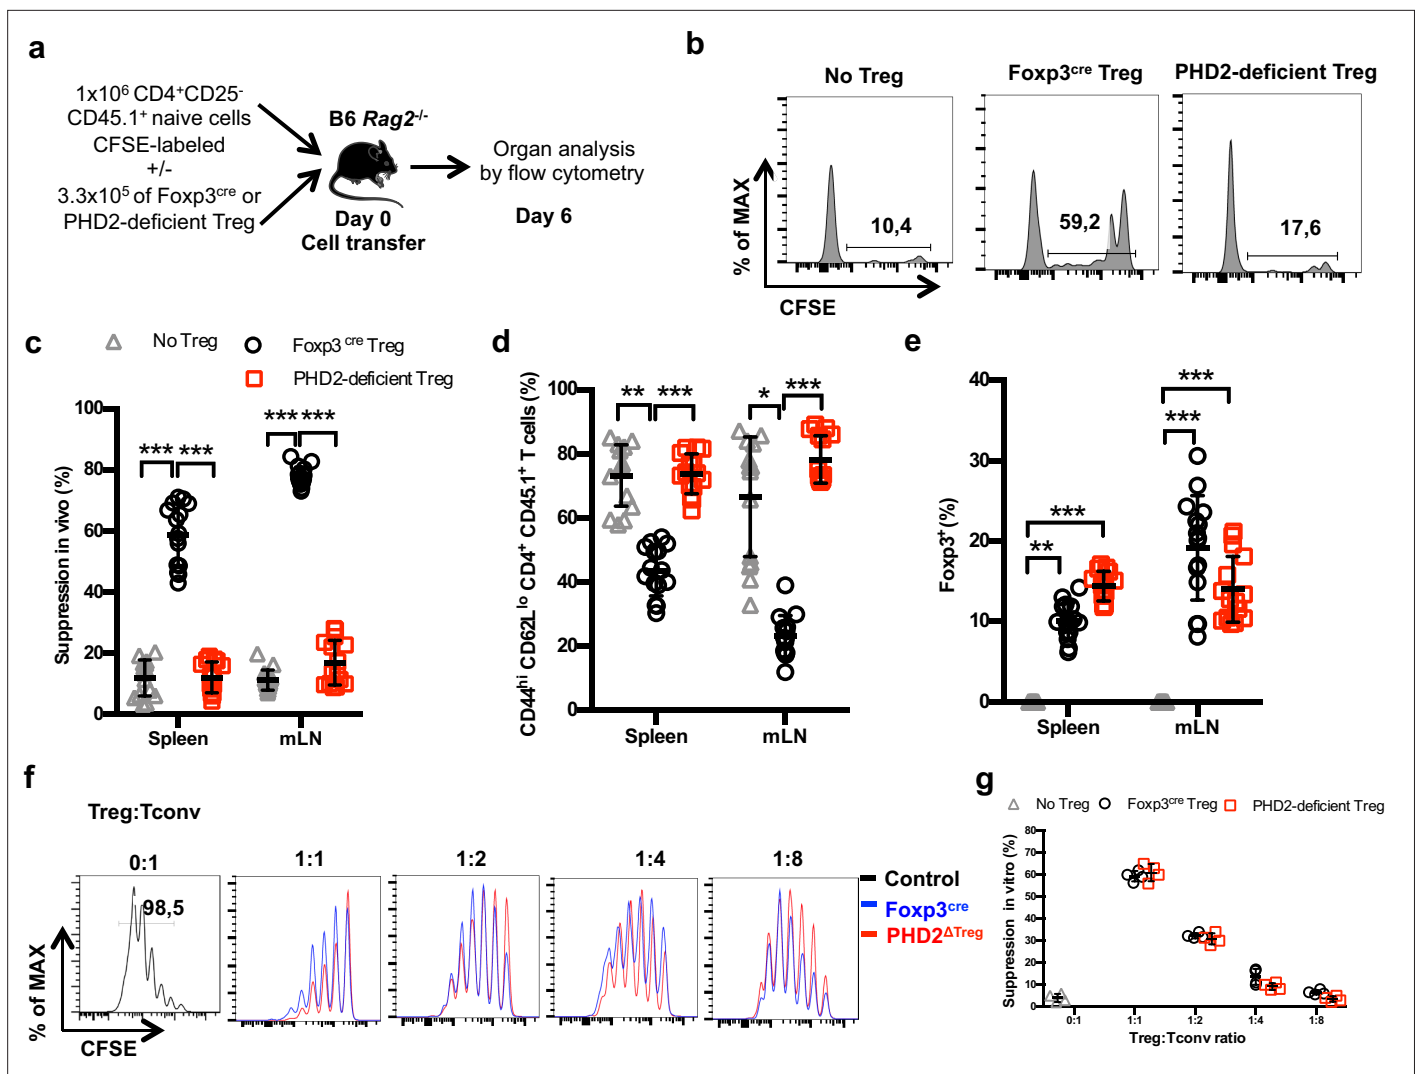 a
1x10⁶ CD4⁺CD25⁻
CD45.1⁺ naive cells
CFSE-labeled
+/-
3.3x10⁵ of Foxp3ᶜʳᵉ or
PHD2-deficient Treg
B6 Rag2⁻/⁻
Day 0
Cell transfer
Organ analysis
by flow cytometry
Day 6
b
No Treg
Foxp3ᶜʳᵉ Treg
PHD2-deficient Treg
10,4
59,2
17,6
% of MAX
CFSE
c
No Treg
Foxp3 ᶜʳᵉ Treg
PHD2-deficient Treg
Suppression in vivo (%)
100
80
60
40
20
0
*** ***
*** ***
Spleen
mLN
d
CD44ʰⁱ CD62Lˡᵒ CD4⁺ CD45.1⁺ T cells (%)
100
80
60
40
20
0
** ***
* ***
Spleen
mLN
e
Foxp3⁺(%)
40
30
20
10
0
***
**
***
***
Spleen
mLN
f
Treg:Tconv
0:1
1:1
1:2
1:4
1:8
98,5
% of MAX
CFSE
Control
Foxp3ᶜʳᵉ
PHD2ᐃᵀʳᵉᵍ
g
No Treg
Foxp3ᶜʳᵉ Treg
PHD2-deficient Treg
Suppression in vitro (%)
80
70
60
50
40
30
20
10
0
0:1
1:1
1:2
1:4
1:8
Treg:Tconv ratio